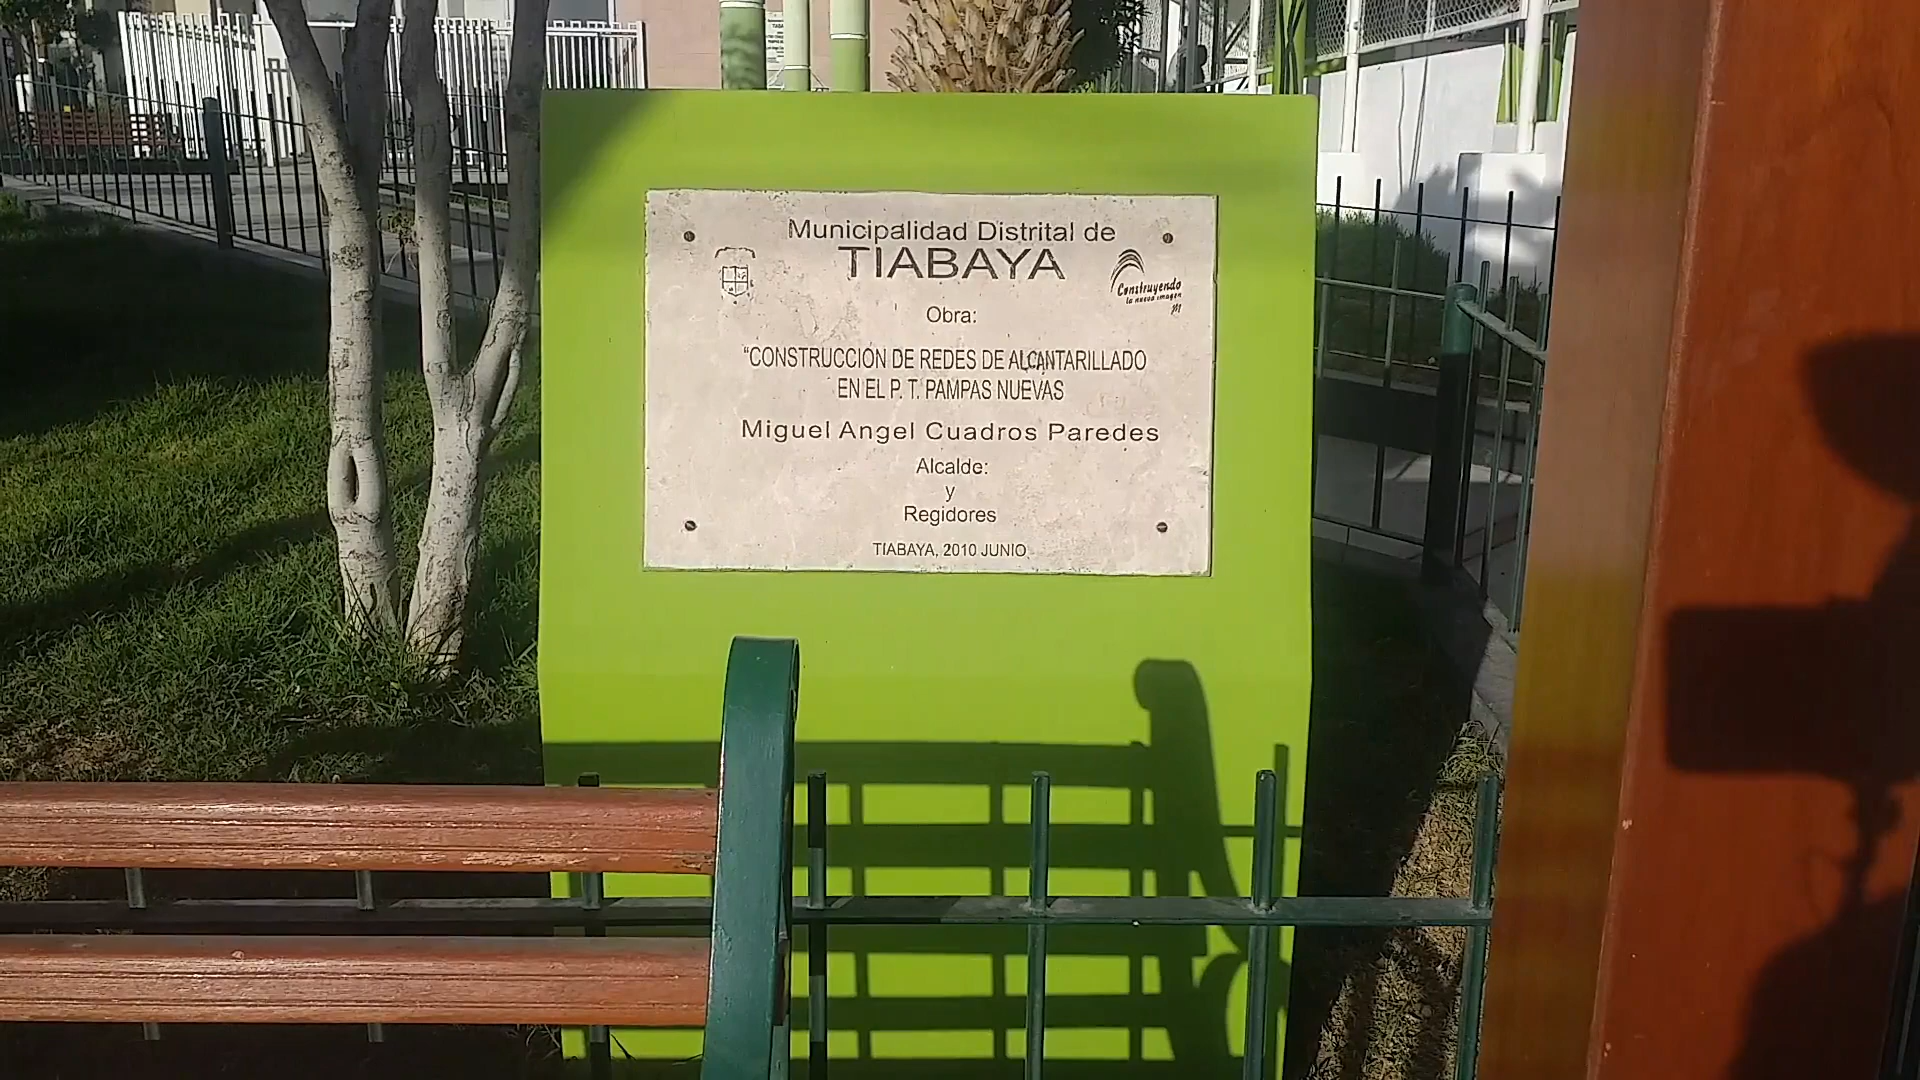 Municipalidad Distrital de
TIABAYA
Construyendo
la nueva imagen
Obra:
"CONSTRUCCION DE REDES DE ALCANTARILLADO
EN EL P. T. PAMPAS NUEVAS
Miguel Angel Cuadros Paredes
Alcalde:
y
Regidores
TIABAYA, 2010 JUNIO.